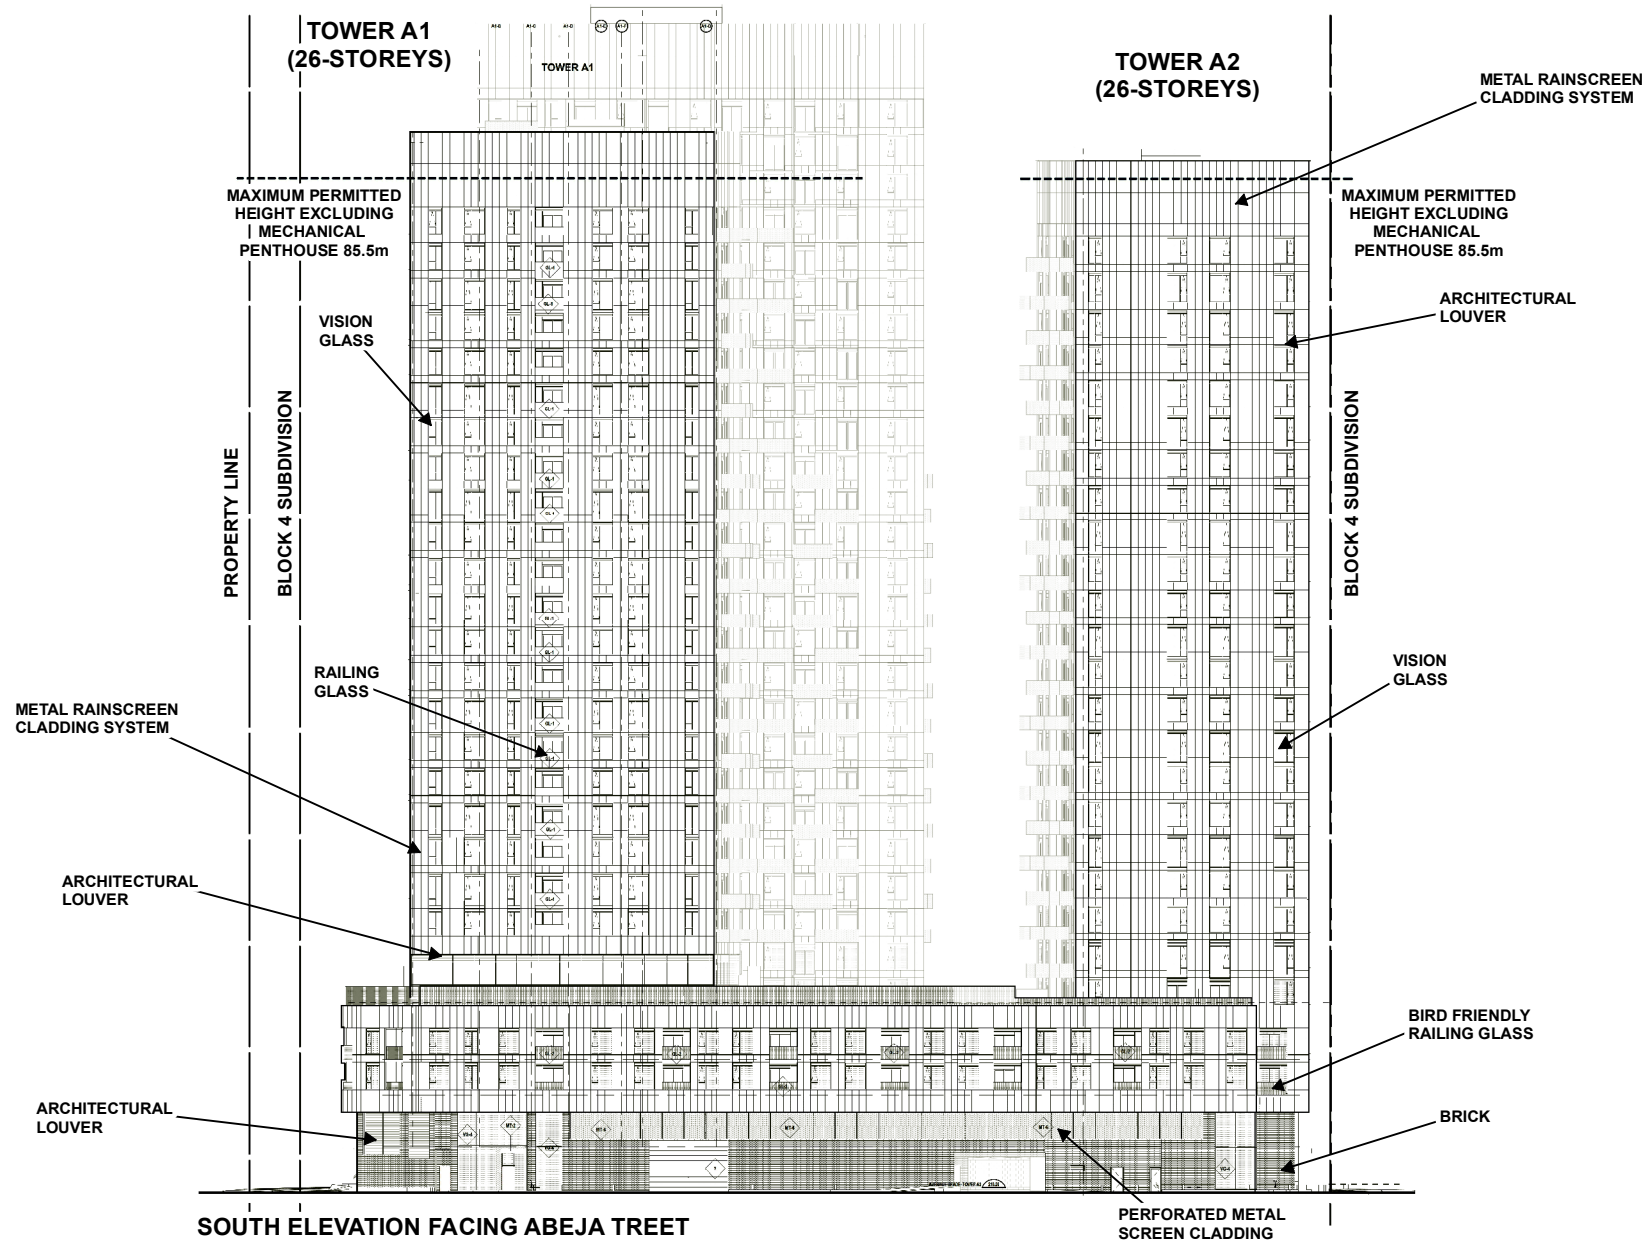 TOWER A1
(26-STOREYS)
TOWER A1
TOWER A2
(26-STOREYS)
METAL RAINSCREEN
CLADDING SYSTEM
MAXIMUM PERMITTED
HEIGHT EXCLUDING
MECHANICAL
PENTHOUSE 85.5m
MAXIMUM PERMITTED
HEIGHT EXCLUDING
MECHANICAL
PENTHOUSE 85.5m
ARCHITECTURAL
LOUVER
VISION
GLASS
PROPERTY LINE
BLOCK 4 SUBDIVISION
BLOCK 4 SUBDIVISION
RAILING
GLASS
VISION
GLASS
METAL RAINSCREEN
CLADDING SYSTEM
ARCHITECTURAL
LOUVER
BIRD FRIENDLY
RAILING GLASS
ARCHITECTURAL
LOUVER
BRICK
PERFORATED METAL
SCREEN CLADDING
SOUTH ELEVATION FACING ABEJA TREET